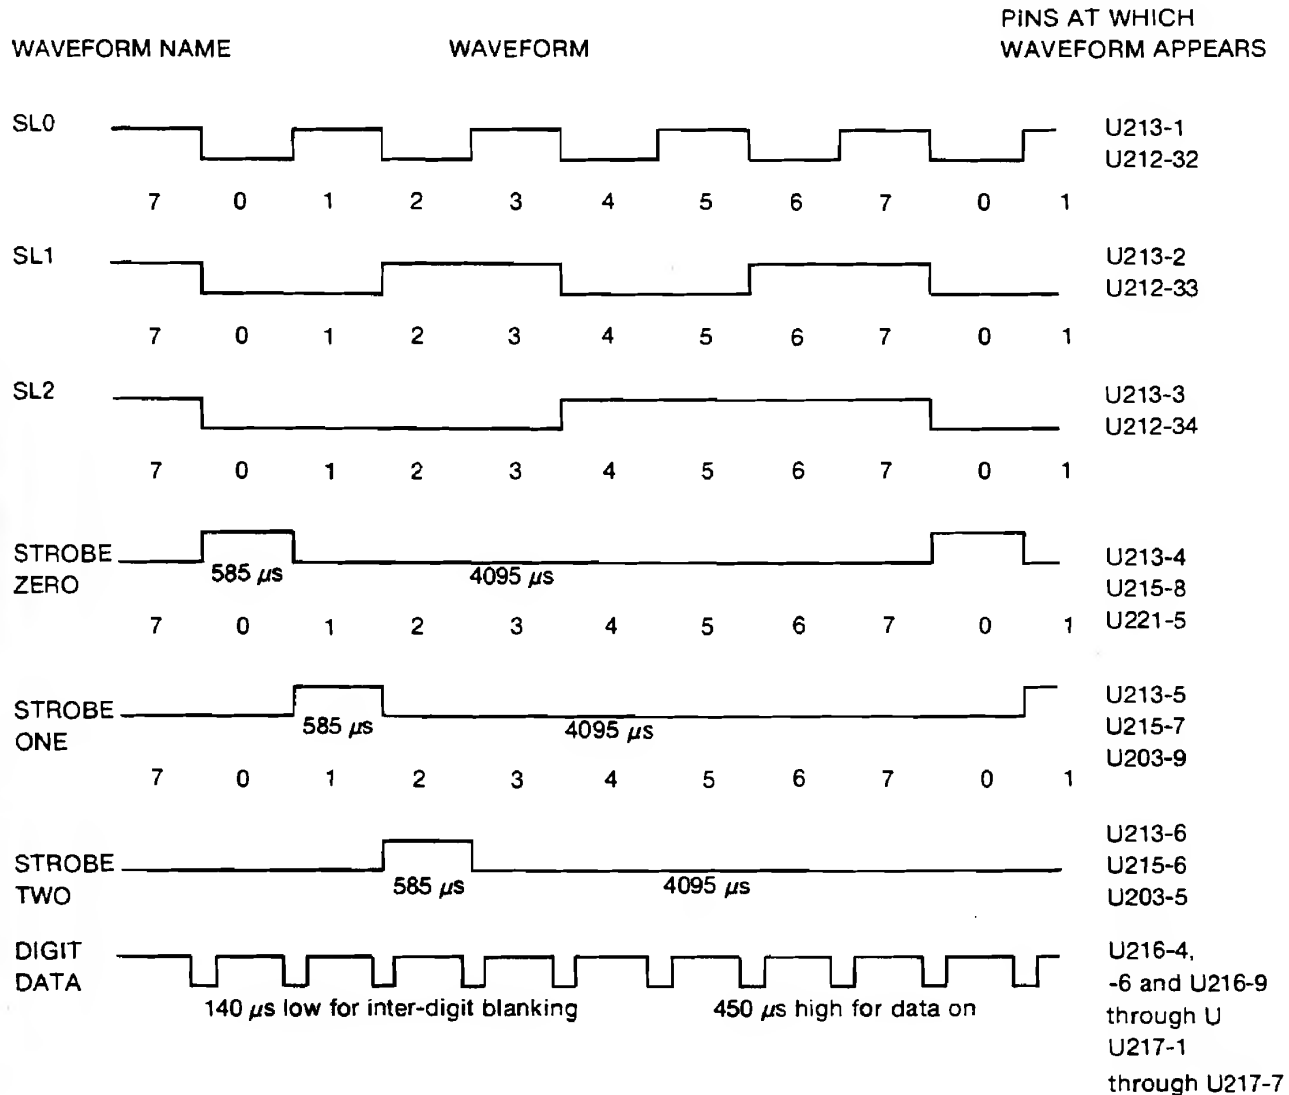 PINS AT WHICH
WAVEFORM NAME WAVEFORM WAVEFORM APPEARS
SL0 U213-1
U212-32
7 0 1 2 3 4 5 6 7 0 1
SL1 U213-2
U212-33
7 0 1 2 3 4 5 6 7 0 1
SL2 U213-3
U212-34
7 0 1 2 3 4 5 6 7 0 1
STROBE ZERO 585 µs 4095 µs U213-4
U215-8
7 0 1 2 3 4 5 6 7 0 1 U221-5
STROBE ONE 585 µs 4095 µs U213-5
U215-7
U203-9
7 0 1 2 3 4 5 6 7 0 1
STROBE TWO 585 µs 4095 µs U213-6
U215-6
U203-5
DIGIT DATA U216-4,
-6 and U216-9
140 µs low for inter-digit blanking 450 µs high for data on
through U
U217-1
through U217-7